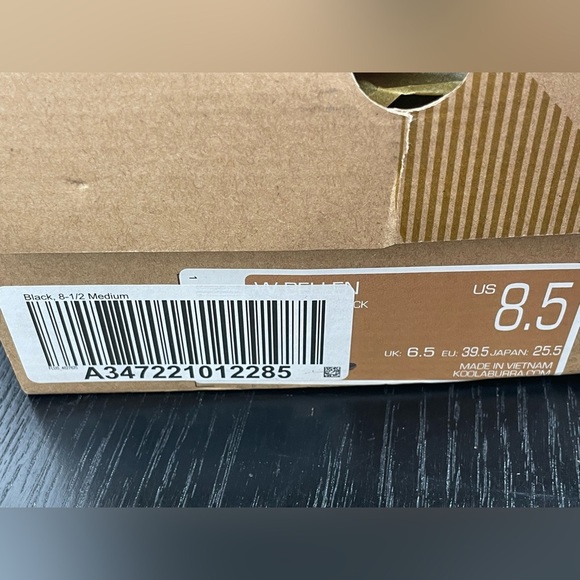 Black, 8-1/2 Medium
A347221012285
1
US
8.5
UK: 6.5 EU: 39.5 JAPAN: 25.5
MADE IN VIETNAM
KOOLABURRA.COM